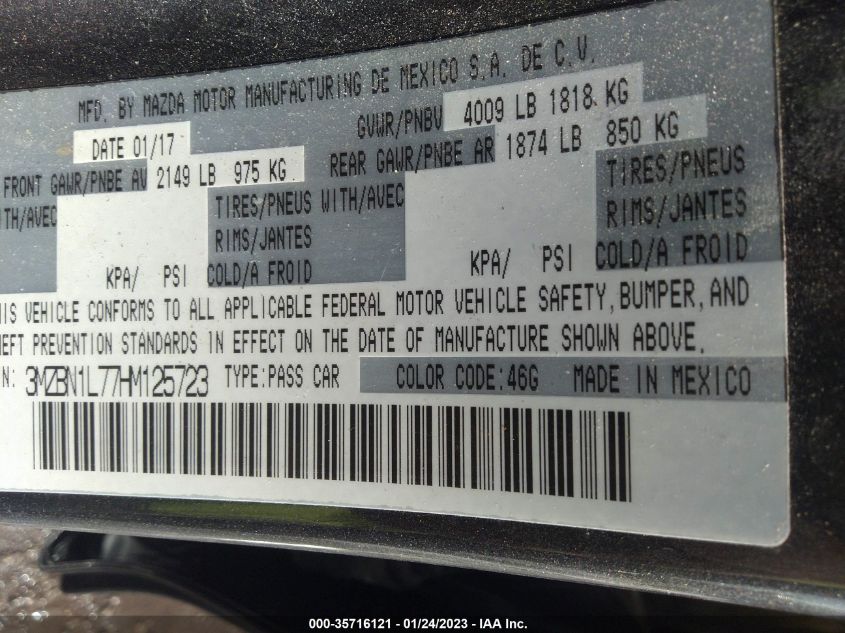 MFD. BY MAZDA MOTOR MANUFACTURING DE MEXICO S.A. DE C.V.
DATE 01/17 GVWR/PNBV 4009 LB 1818 KG
FRONT GAWR/PNBE AV 2149 LB 975 KG REAR GAWR/PNBE AR 1874 LB 850 KG
ITH/AVEC TIRES/PNEUS WITH/AVEC TIRES/PNEUS
RIMS/JANTES RIMS/JANTES
KPA/ PSI COLD/A FROID KPA/ PSI COLD/A FROID
HIS VEHICLE CONFORMS TO ALL APPLICABLE FEDERAL MOTOR VEHICLE SAFETY, BUMPER, AND
HEFT PREVENTION STANDARDS IN EFFECT ON THE DATE OF MANUFACTURE SHOWN ABOVE.
N: 3MZBN1L77HM125723 TYPE:PASS CAR COLOR CODE:46G MADE IN MEXICO
000-35716121 — 01/24/2023 — IAA Inc.